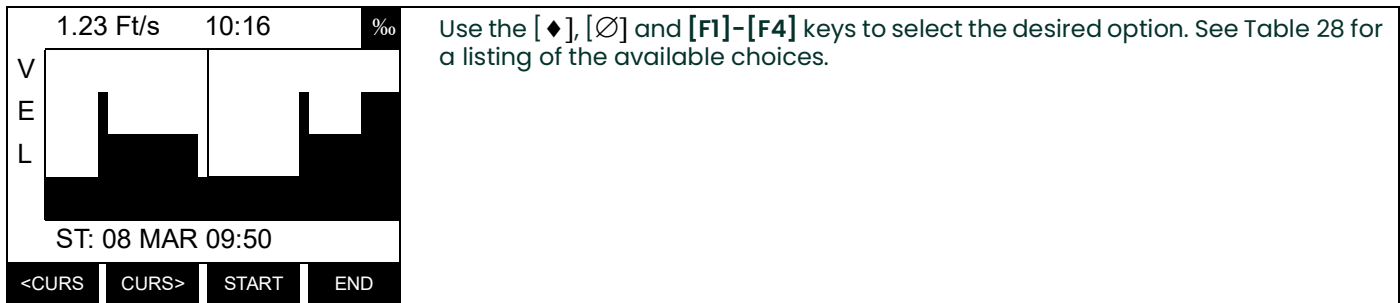 1.23 Ft/s 10:16 ‰
V
E
L
ST: 08 MAR 09:50
<CURS CURS> START END
Use the [♦], [∅] and [F1]-[F4] keys to select the desired option. See Table 28 for
a listing of the available choices.